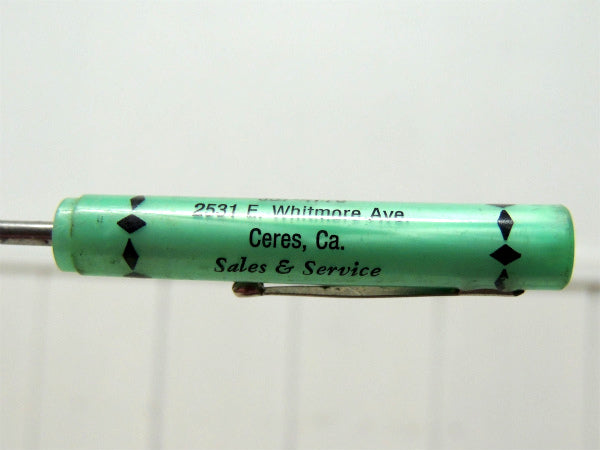 2531 E. Whitmore Ave.
Ceres, Ca.
Sales & Service